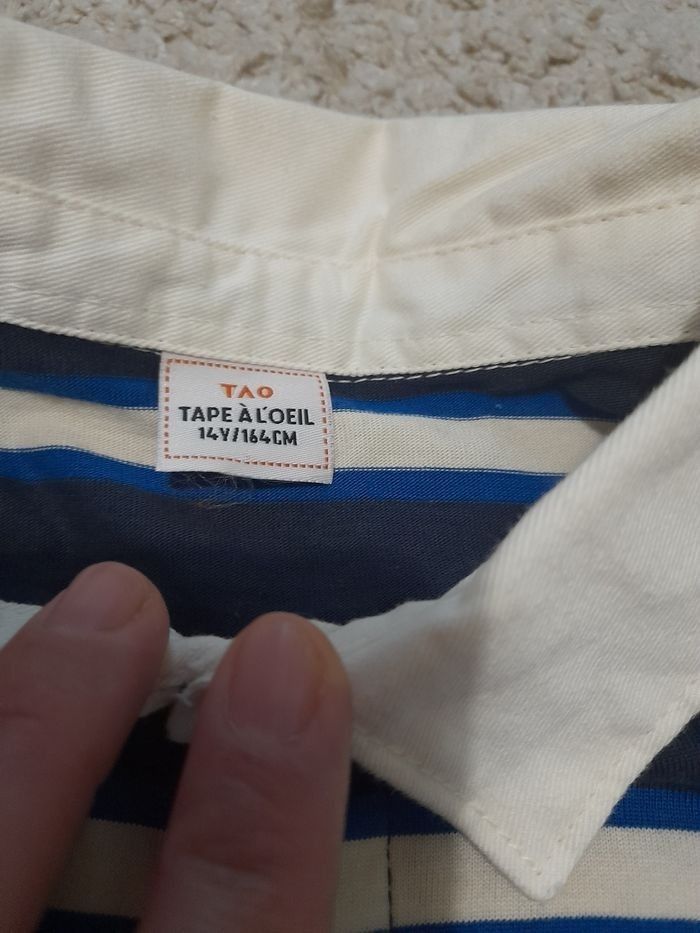 TAO
TAPE À L'OEIL
14Y/164CM